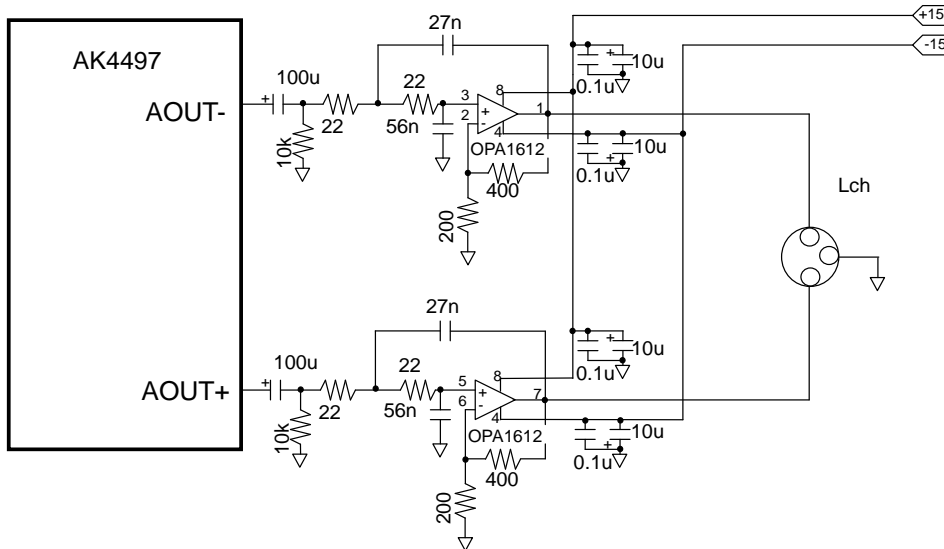 +15
-15
27n
AK4497
10u
0.1u
100u
22
AOUT-
3
8
1
2
4
22
56n
10k
OPA1612
10u
0.1u
400
200
Lch
27n
100u
22
10u
0.1u
AOUT+
5
8
7
6
4
22
56n
10k
OPA1612
10u
0.1u
400
200